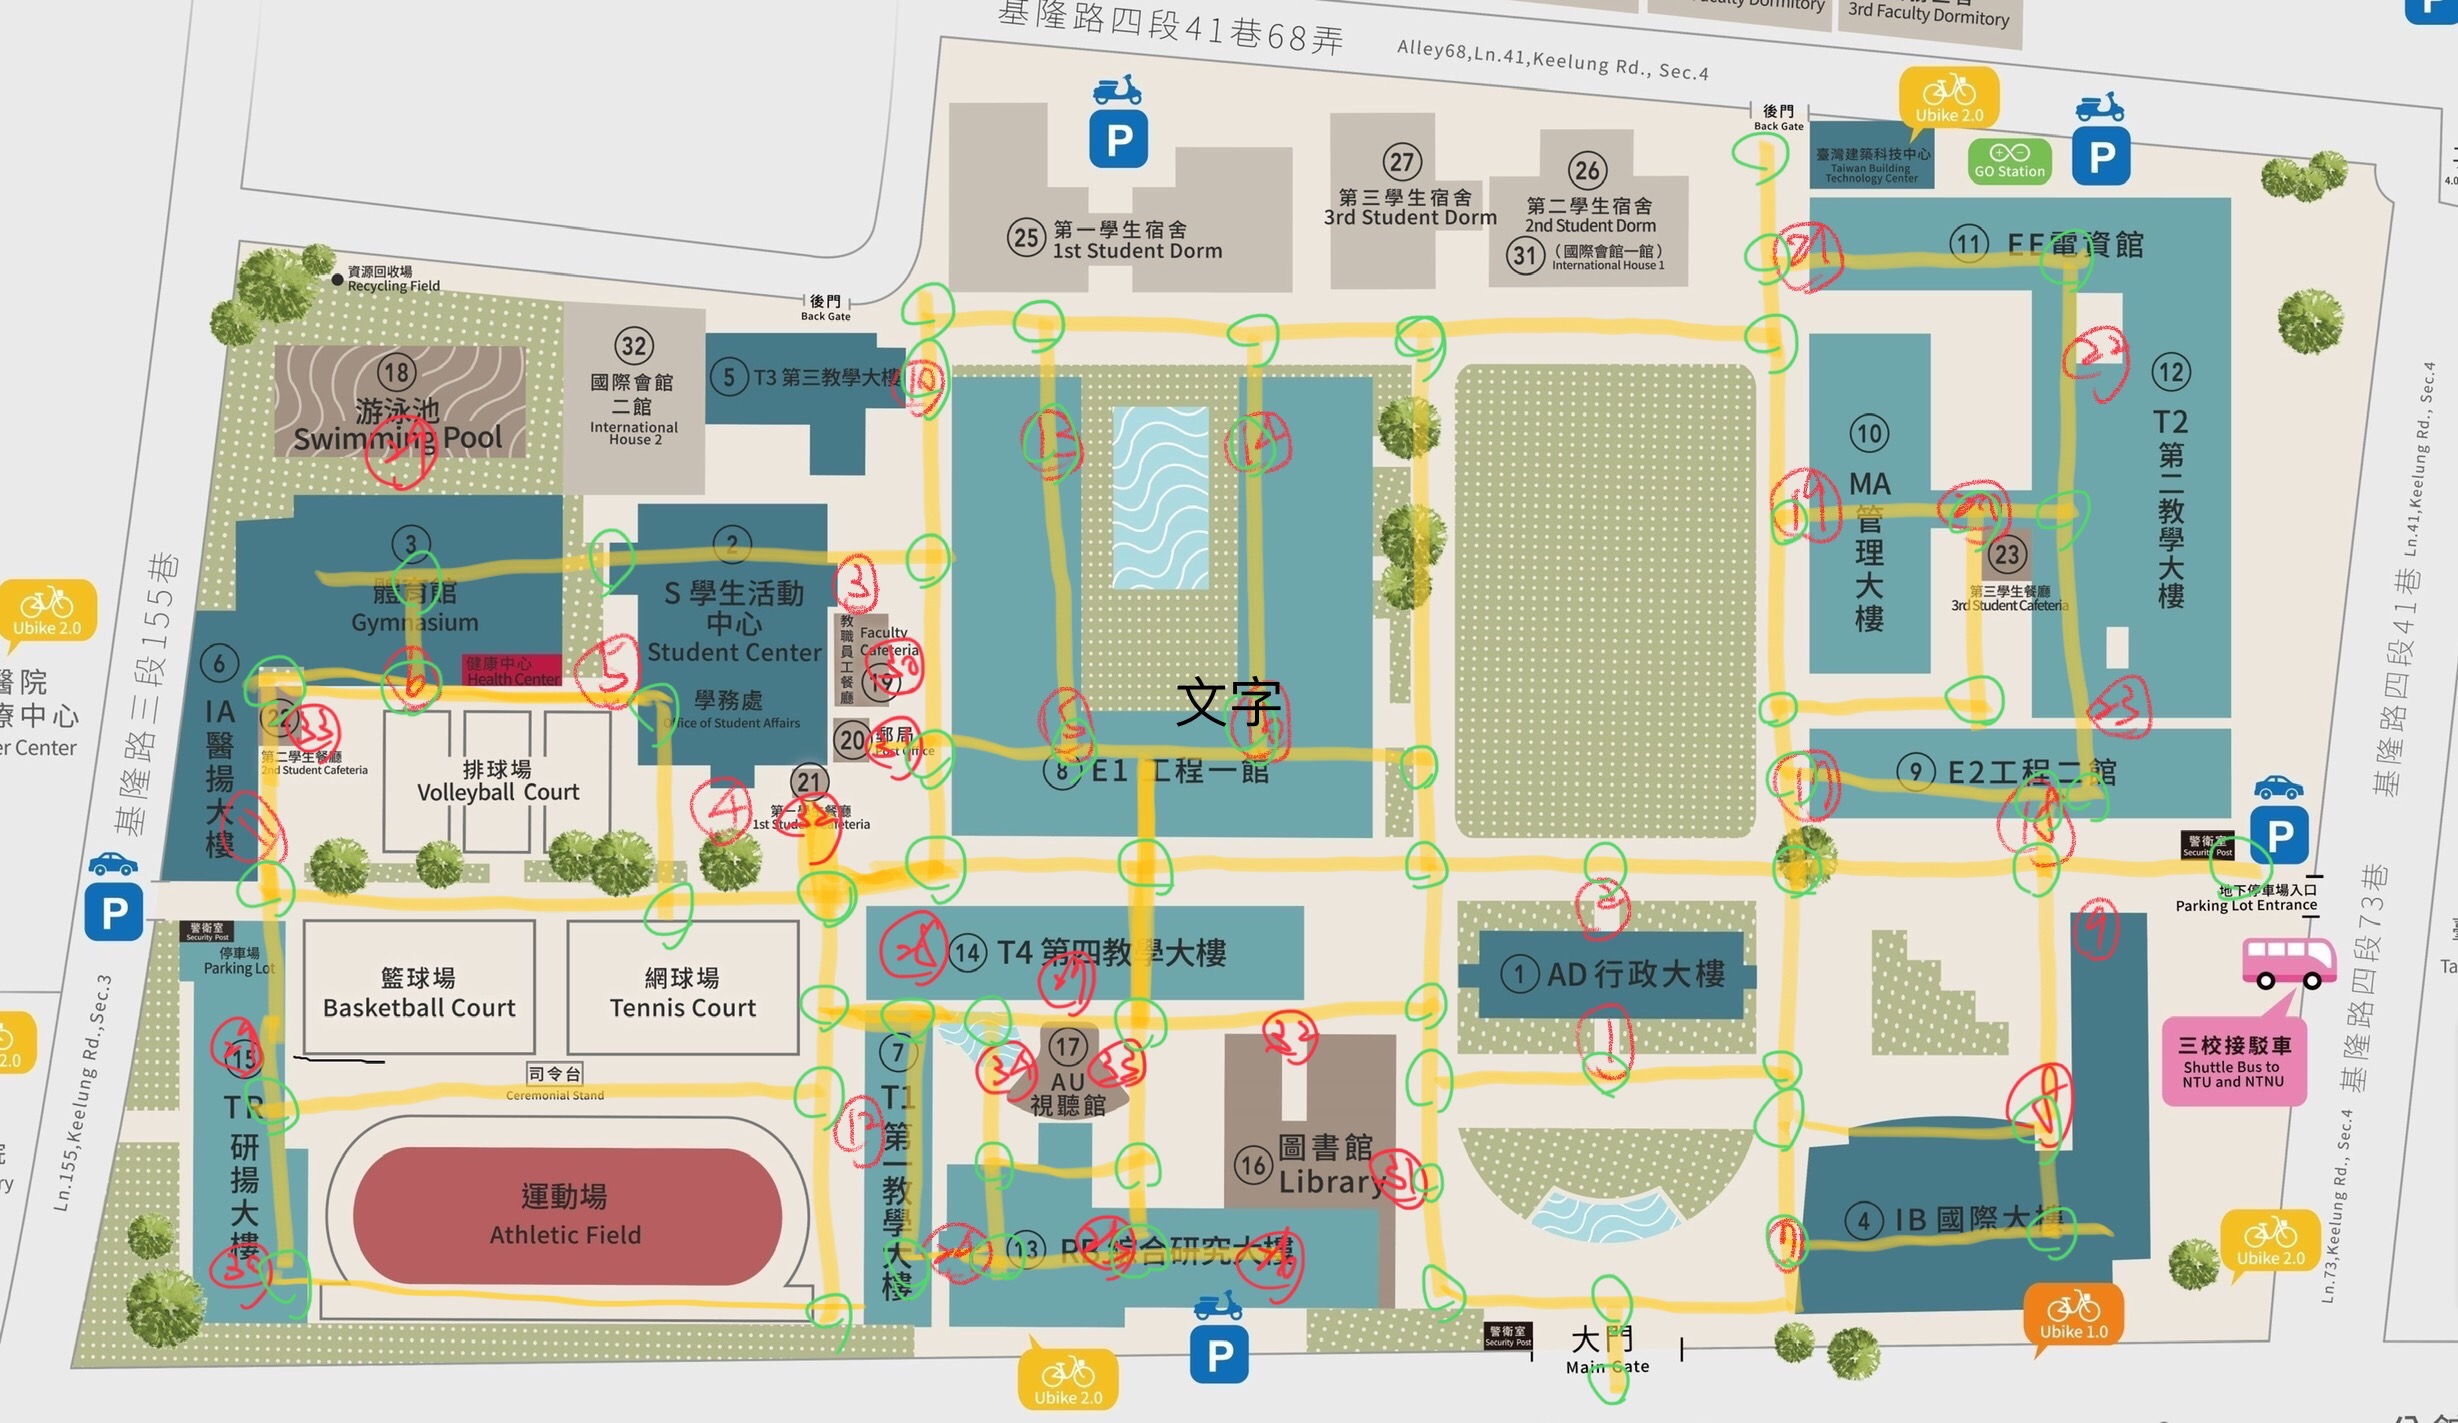 基隆路四段41巷68弄
Alley68,Ln.41,Keelung Rd., Sec.4
3rd Faculty Dormitory
後門
Back Gate
Ubike 2.0
臺灣建築科技中心
Taiwan Building
Technology Center
GO Station
P
P
25 第一學生宿舍
1st Student Dorm
27
第三學生宿舍
3rd Student Dorm
26
第二學生宿舍
2nd Student Dorm
31 (國際會館一館)
International House 1
11 EE電資館
資源回收場
Recycling Field
後門
Back Gate
18
游泳池
Swimming Pool
32
國際會館
二館
International
House 2
5 T3 第三教學大樓
12
T2
第二教學大樓
10
MA
管理大樓
23
第三學生餐廳
3rd Student Cafeteria
3
體育館
Gymnasium
健康中心
Health Center
2
S 學生活動
中心
Student Center
學務處
Office of Student Affairs
教職員工餐廳
Faculty
Cafeteria
19
20 郵局
Post Office
21
第一學生餐廳
1st Student Cafeteria
文字
8 E1 工程一館
9 E2工程二館
6
IA
醫揚大樓
22
第二學生餐廳
2nd Student Cafeteria
排球場
Volleyball Court
Ubike 2.0
基隆路三段155巷
Ln.155,Keelung Rd.,Sec.3
P
警衛室
Security Post
停車場
Parking Lot
籃球場
Basketball Court
網球場
Tennis Court
14 T4 第四教學大樓
1 AD 行政大樓
警衛室
Security Post
P
地下停車場入口
Parking Lot Entrance
三校接駁車
Shuttle Bus to
NTU and NTNU
15
TR
研揚大樓
司令台
Ceremonial Stand
運動場
Athletic Field
7
T1
第一教學大樓
17
AU
視聽館
16 圖書館
Library
13 RB 綜合研究大樓
4 IB 國際大樓
Ubike 2.0
Ubike 1.0
P
Ubike 2.0
警衛室
Security Post
大門
Main Gate
基隆路四段41巷 Ln.41,Keelung Rd., Sec.4
基隆路四段73巷
Ln.73,Keelung Rd., Sec.4